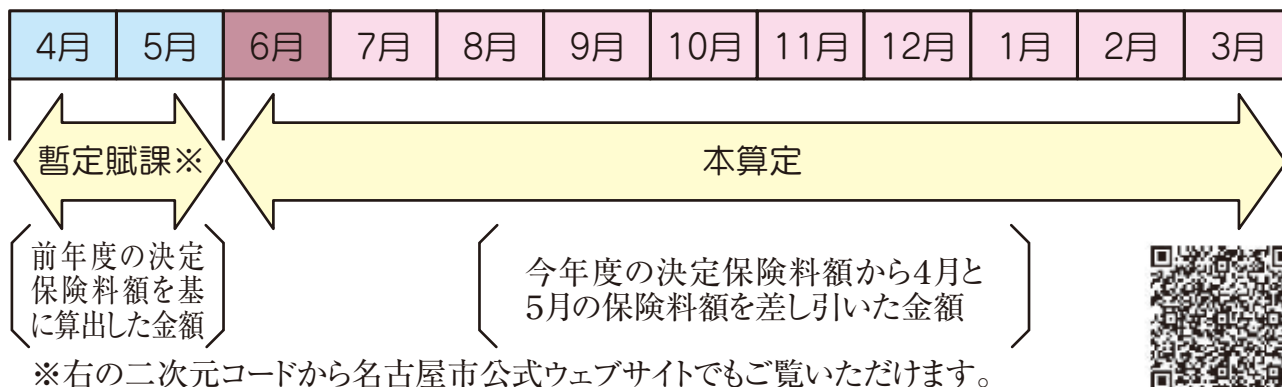 4月 5月 6月 7月 8月 9月 10月 11月 12月 1月 2月 3月
暫定賦課※
本算定
前年度の決定
保険料額を基
に算出した金額
今年度の決定保険料額から4月と
5月の保険料額を差し引いた金額
※右の二次元コードから名古屋市公式ウェブサイトでもご覧いただけます。